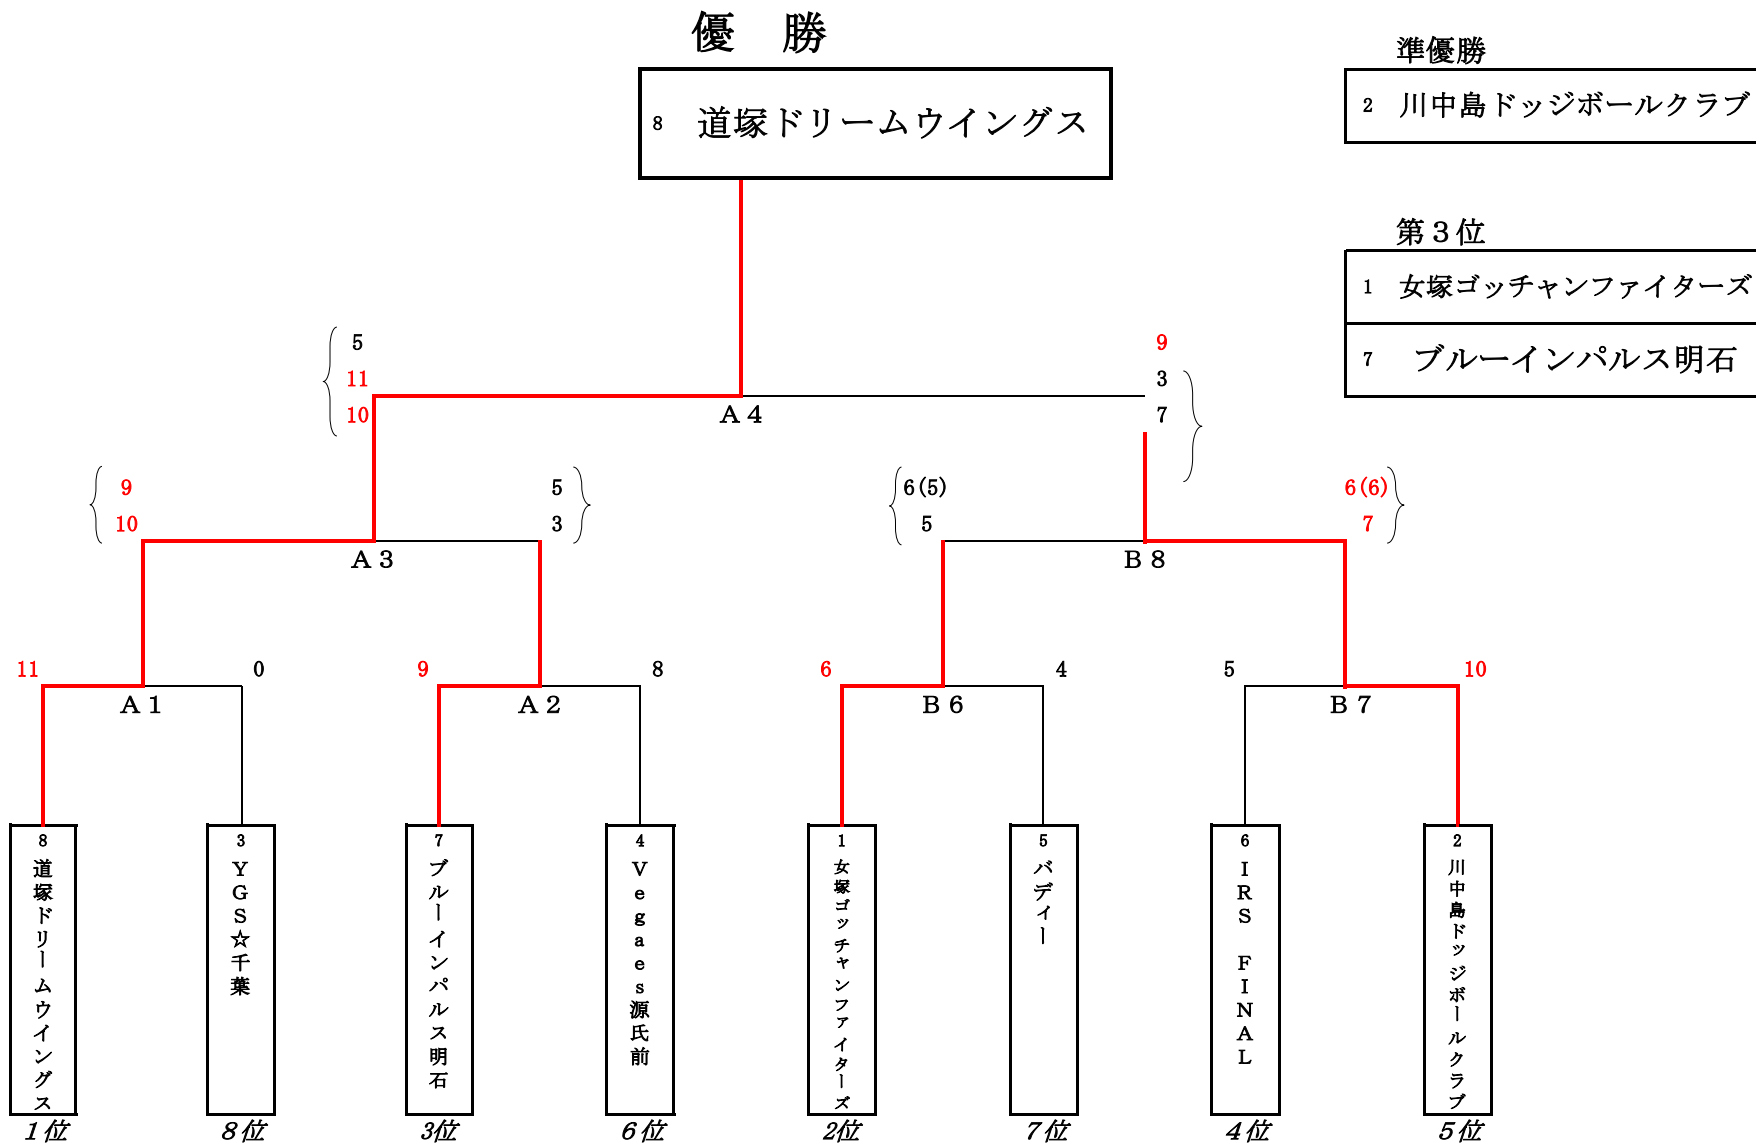 優　勝
8 道塚ドリームウイングス
準優勝
2 川中島ドッジボールクラブ
第３位
1 女塚ゴッチャンファイターズ
7 ブルーインパルス明石
5 9
11 3
10 7
A４
9 5 6(5) 6(6)
10 3 5 7
A３ B８
11 0 9 8 6 4 5 10
A１ A２ B６ B７
8 道塚ドリームウイングス
3 YGS☆千葉
7 ブルーインパルス明石
4 Vegaes源氏前
1 女塚ゴッチャンファイターズ
5 バディー
6 IRS　FINAL
2 川中島ドッジボールクラブ
1位 8位 3位 6位 2位 7位 4位 5位